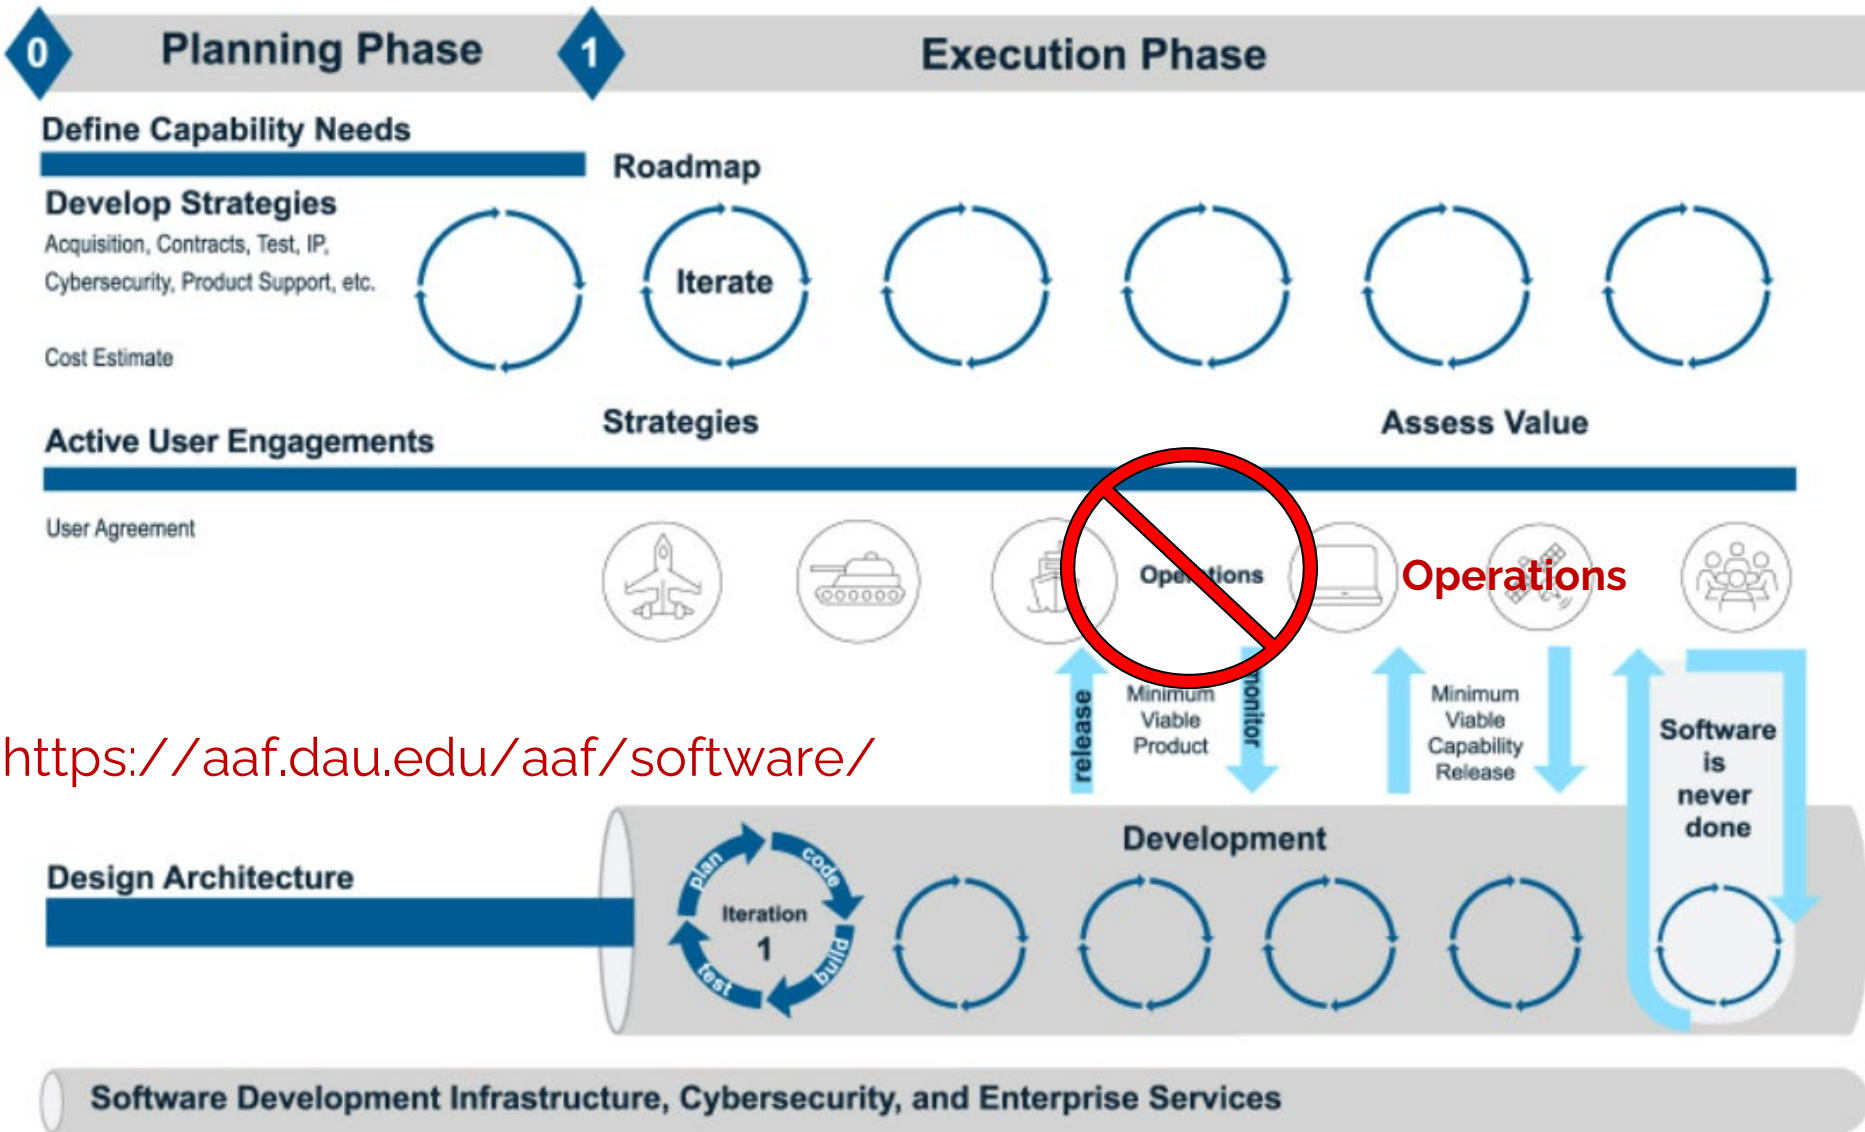 0
Planning Phase
1
Execution Phase
Define Capability Needs
Roadmap
Develop Strategies
Acquisition, Contracts, Test, IP,
Cybersecurity, Product Support, etc.
Iterate
Cost Estimate
Strategies
Assess Value
Active User Engagements
User Agreement
Operations
Operations
release
Minimum
Viable
Product
monitor
Minimum
Viable
Capability
Release
Software
is
never
done
https://aaf.dau.edu/aaf/software/
Development
Design Architecture
plan
code
build
test
Iteration
1
Software Development Infrastructure, Cybersecurity, and Enterprise Services